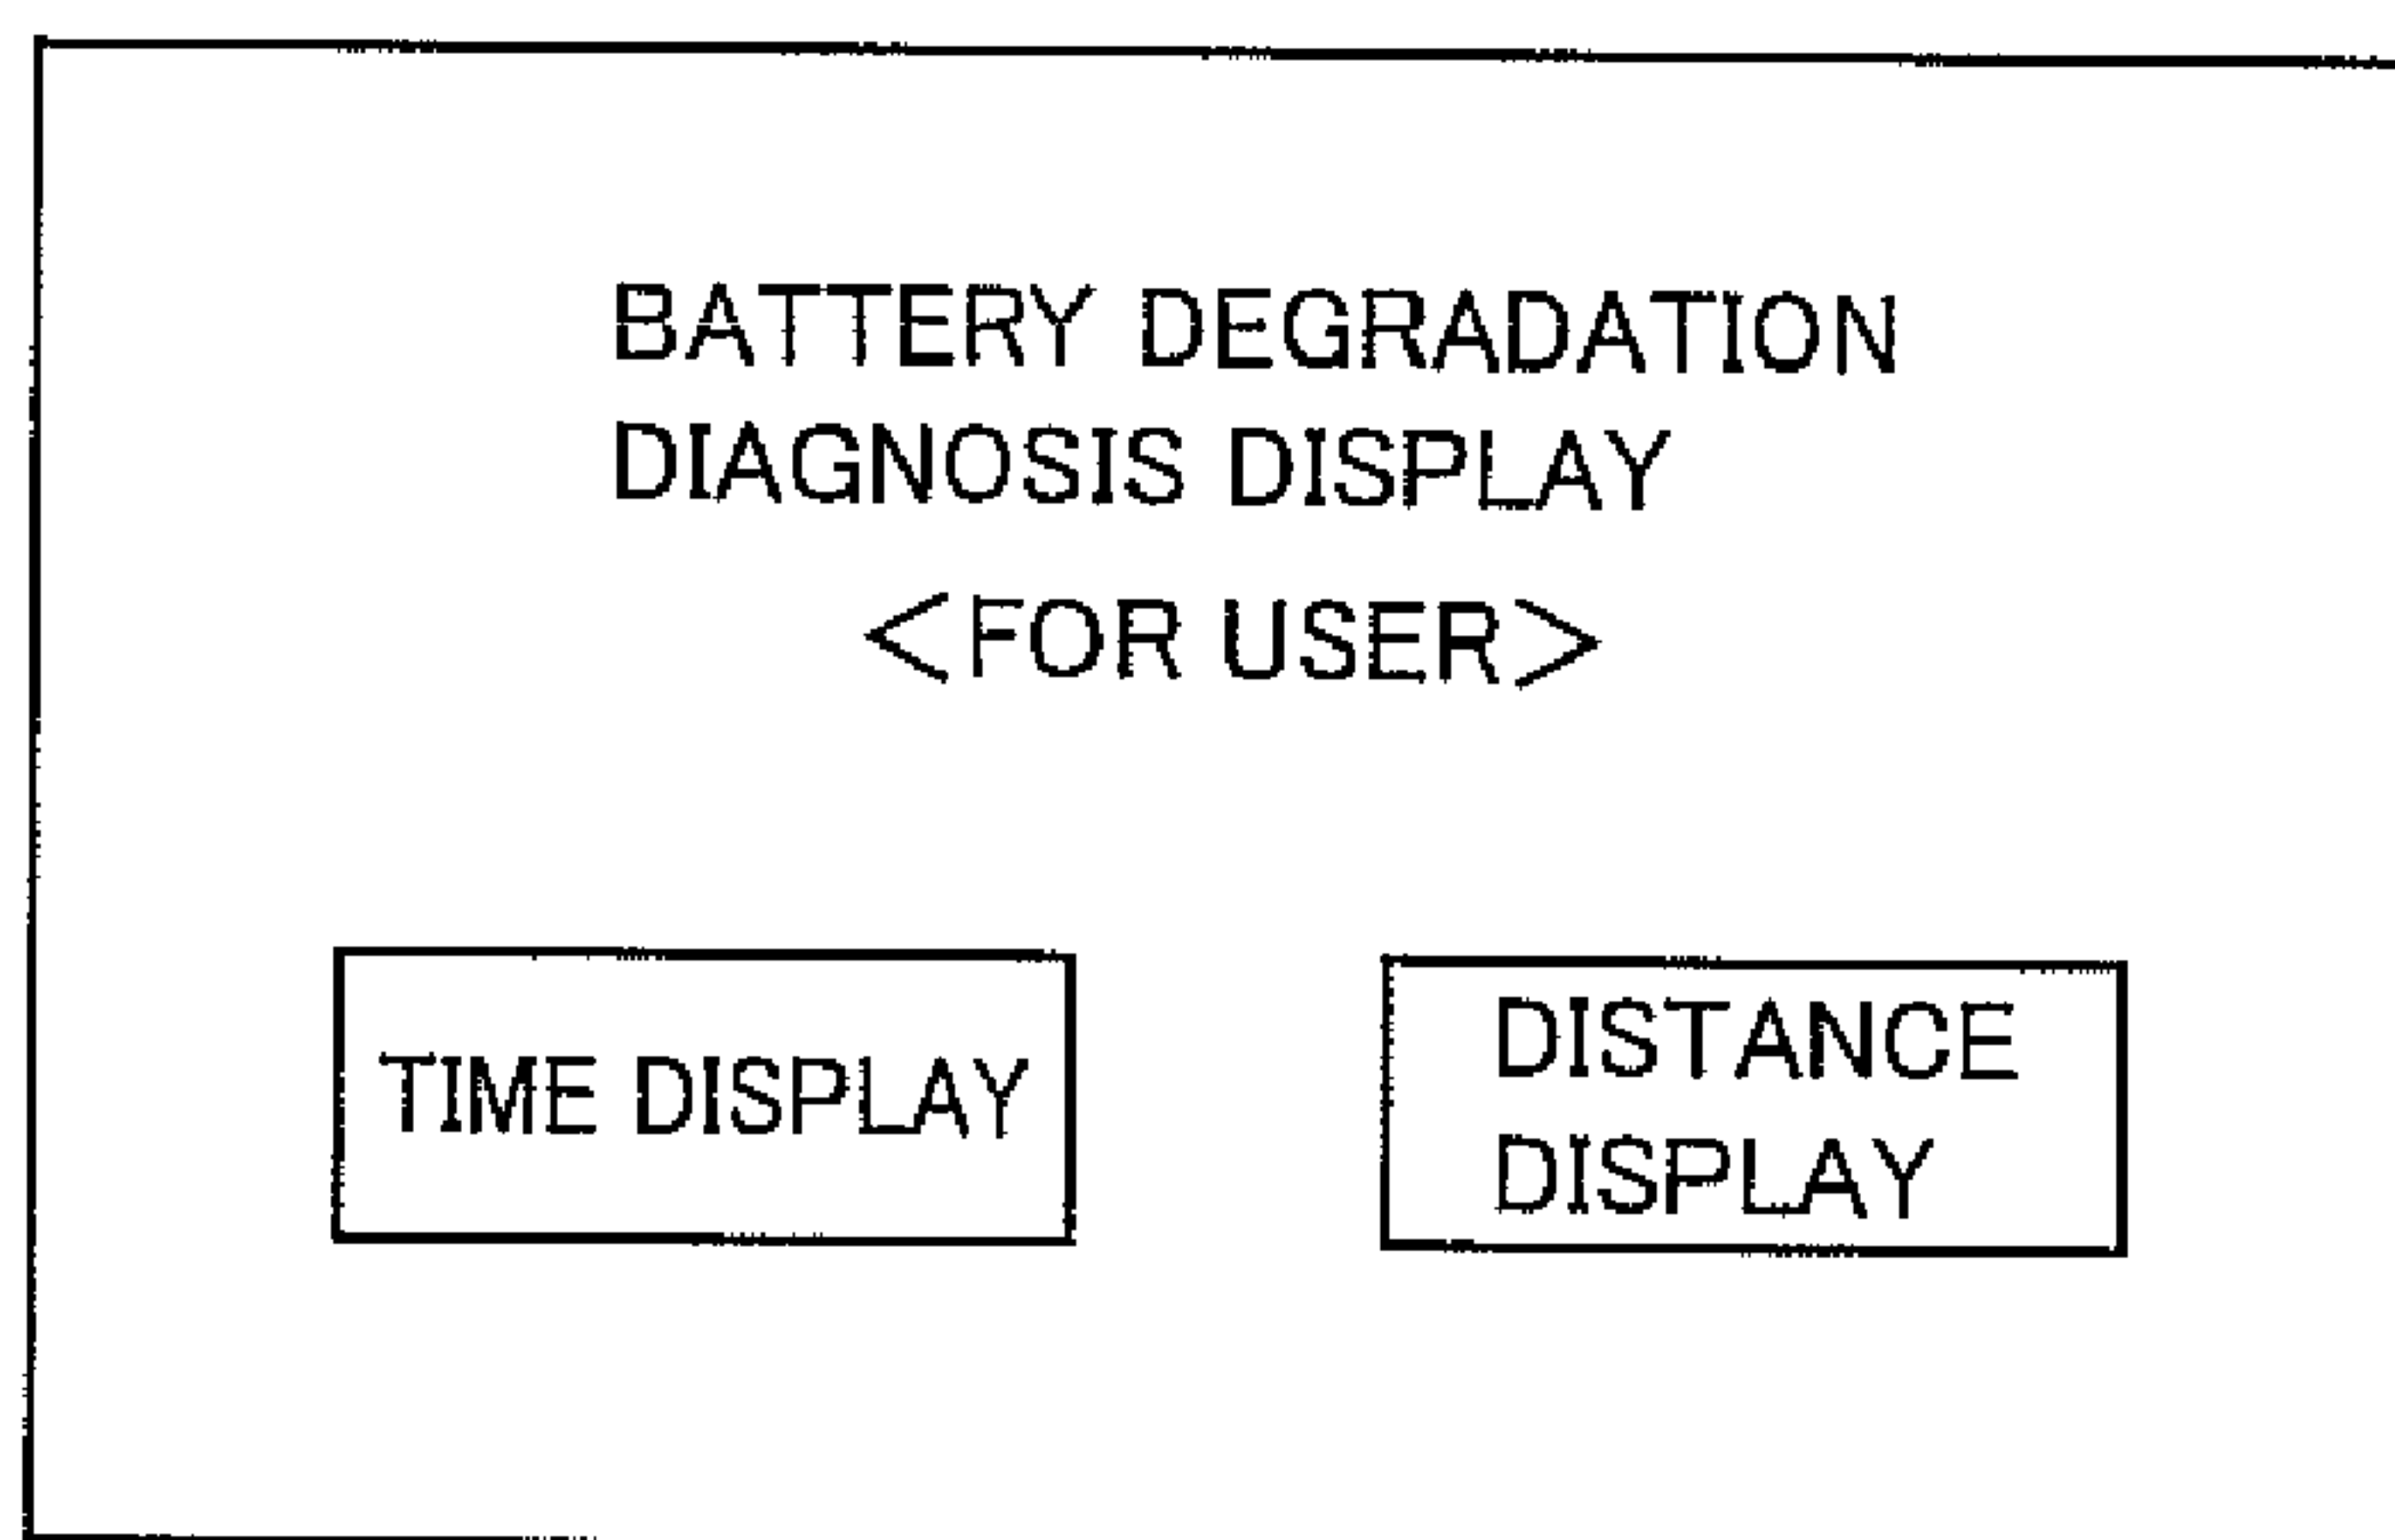 BATTERY DEGRADATION
DIAGNOSIS DISPLAY
<FOR USER>
TIME DISPLAY
DISTANCE
DISPLAY